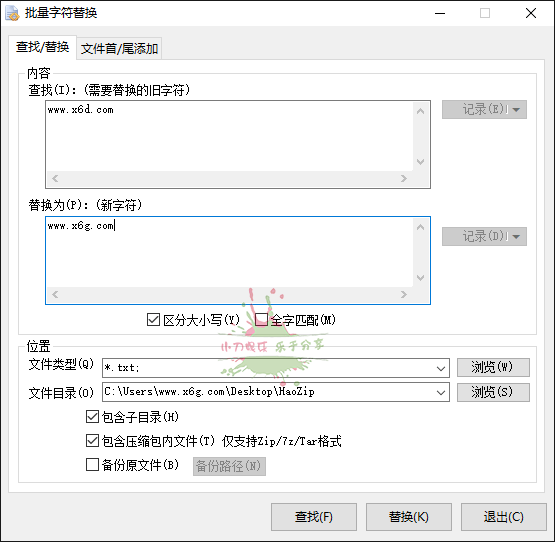 批量字符替换
查找/替换
文件首/尾添加
内容
查找(I):(需要替换的旧字符)
www.x6d.com
记录(E)
替换为(P):(新字符)
www.x6g.com
记录(D)
区分大小写(Y)
全字匹配(M)
小刀娱乐 乐于分享
位置
文件类型(Q)
*.txt;
浏览(W)
文件目录(O)
C:\Users\www.x6g.com\Desktop\HaoZip
浏览(S)
包含子目录(H)
包含压缩包内文件(T) 仅支持Zip/7z/Tar格式
备份原文件(B)
备份路径(N)
查找(F)
替换(K)
退出(C)